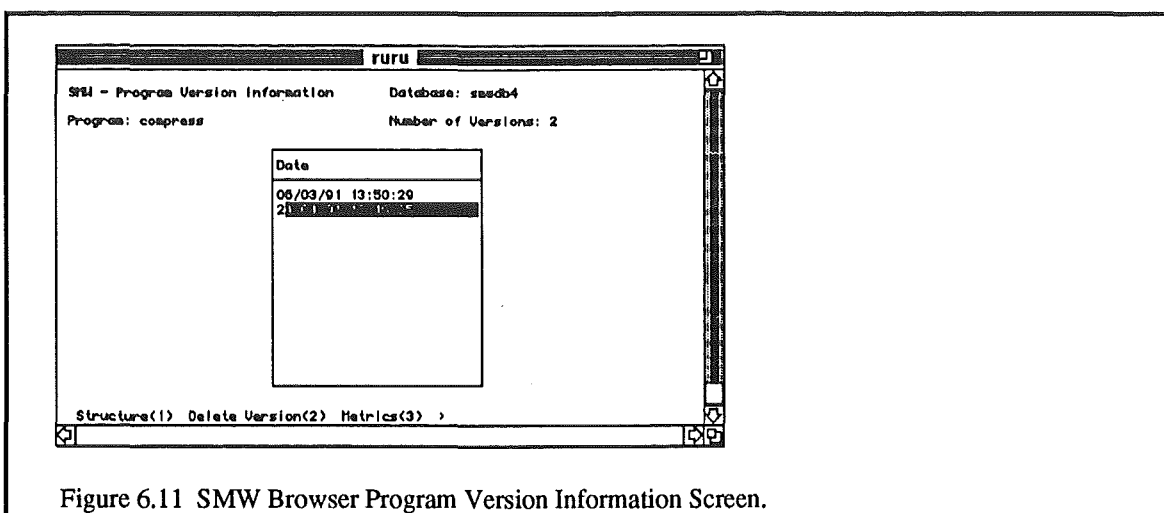 ruru
SMW - Program Version Information Database: smsdb4
Program: compress Number of Versions: 2
Date
06/03/91 13:50:29
2
Structure(1) Delete Version(2) Metrics(3) >
Figure 6.11 SMW Browser Program Version Information Screen.